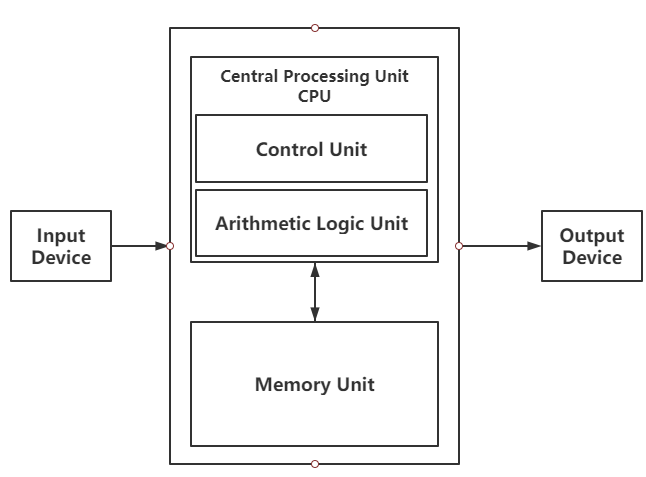 Central Processing Unit
CPU
Control Unit
Arithmetic Logic Unit
Input
Device
Output
Device
Memory Unit